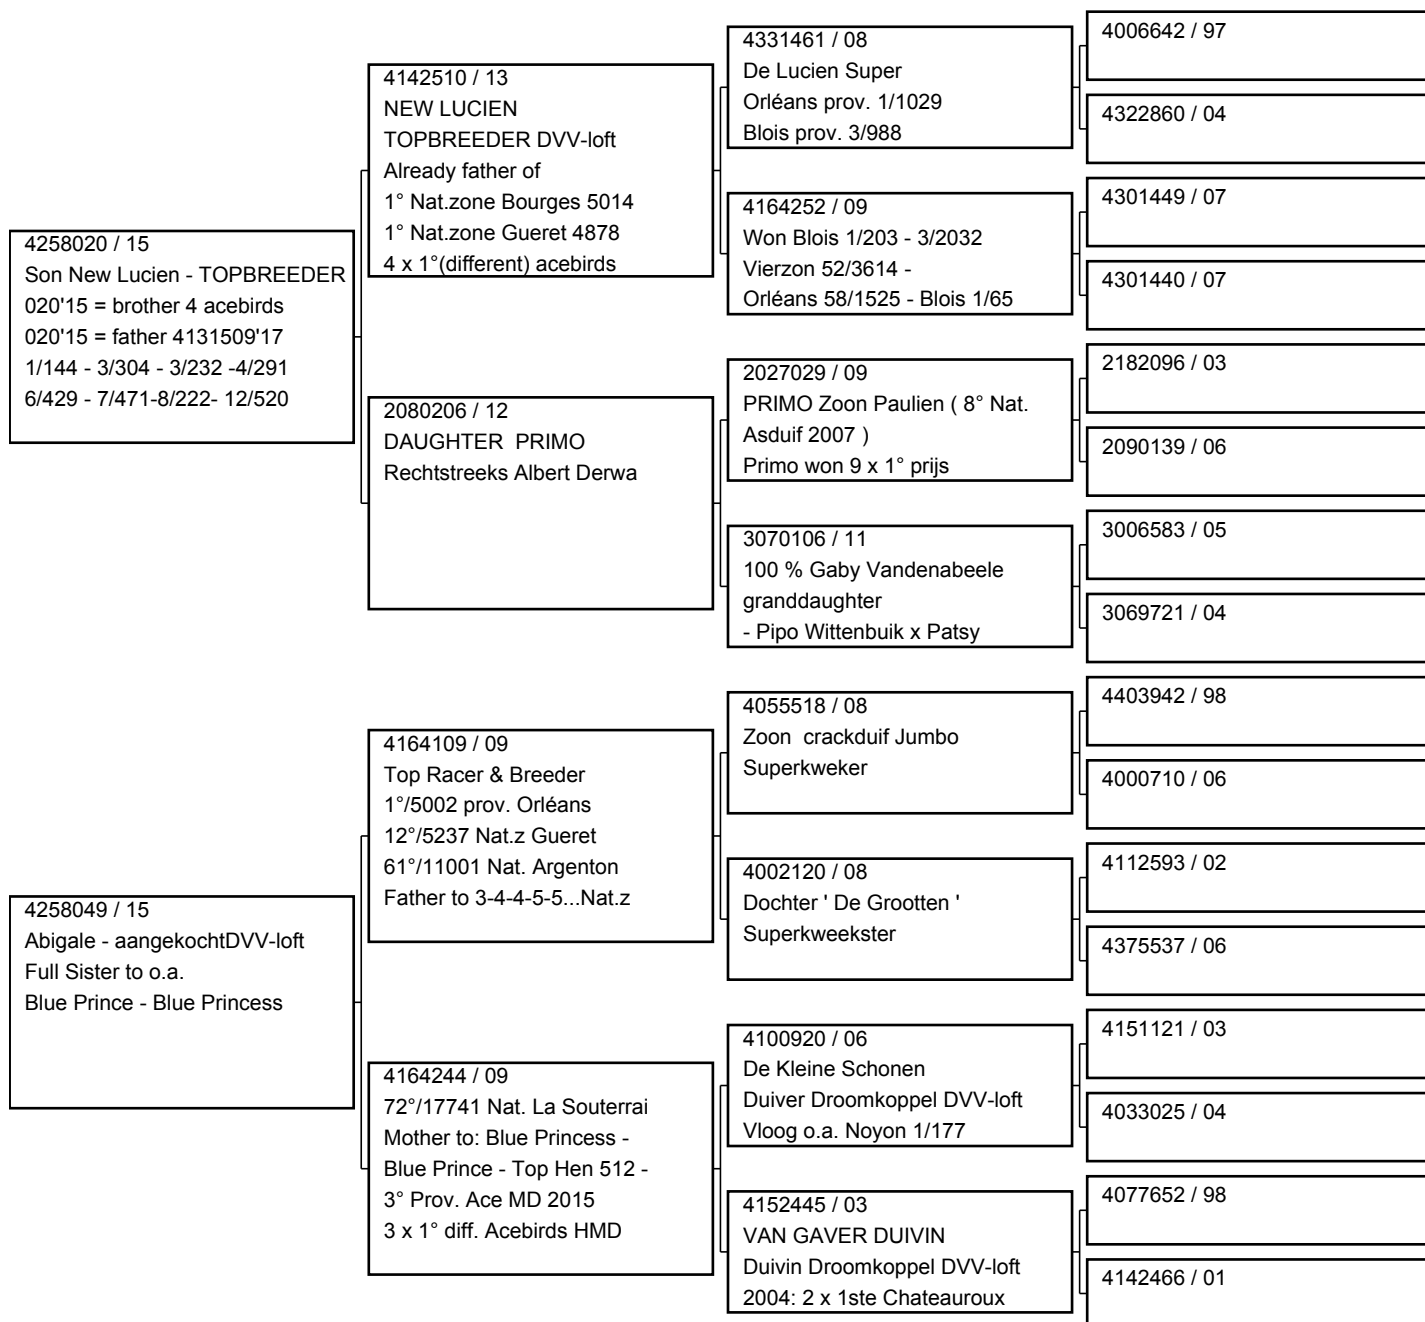 4258020 / 15
Son New Lucien - TOPBREEDER
020'15 = brother 4 acebirds
020'15 = father 4131509'17
1/144 - 3/304 - 3/232 -4/291
6/429 - 7/471-8/222- 12/520
4258049 / 15
Abigale - aangekochtDVV-loft
Full Sister to o.a.
Blue Prince - Blue Princess
4142510 / 13
NEW LUCIEN
TOPBREEDER DVV-loft
Already father of
1° Nat.zone Bourges 5014
1° Nat.zone Gueret 4878
4 x 1°(different) acebirds
2080206 / 12
DAUGHTER  PRIMO
Rechtstreeks Albert Derwa
4164109 / 09
Top Racer & Breeder
1°/5002 prov. Orléans
12°/5237 Nat.z Gueret
61°/11001 Nat. Argenton
Father to 3-4-4-5-5...Nat.z
4164244 / 09
72°/17741 Nat. La Souterrai
Mother to: Blue Princess -
Blue Prince - Top Hen 512 -
3° Prov. Ace MD 2015
3 x 1° diff. Acebirds HMD
4331461 / 08
De Lucien Super
Orléans prov. 1/1029
Blois prov. 3/988
4164252 / 09
Won Blois 1/203 - 3/2032
Vierzon 52/3614 -
Orléans 58/1525 - Blois 1/65
2027029 / 09
PRIMO Zoon Paulien ( 8° Nat.
Asduif 2007 )
Primo won 9 x 1° prijs
3070106 / 11
100 % Gaby Vandenabeele
granddaughter
- Pipo Wittenbuik x Patsy
4055518 / 08
Zoon  crackduif Jumbo
Superkweker
4002120 / 08
Dochter ' De Grootten '
Superkweekster
4100920 / 06
De Kleine Schonen
Duiver Droomkoppel DVV-loft
Vloog o.a. Noyon 1/177
4152445 / 03
VAN GAVER DUIVIN
Duivin Droomkoppel DVV-loft
2004: 2 x 1ste Chateauroux
4006642 / 97
4322860 / 04
4301449 / 07
4301440 / 07
2182096 / 03
2090139 / 06
3006583 / 05
3069721 / 04
4403942 / 98
4000710 / 06
4112593 / 02
4375537 / 06
4151121 / 03
4033025 / 04
4077652 / 98
4142466 / 01